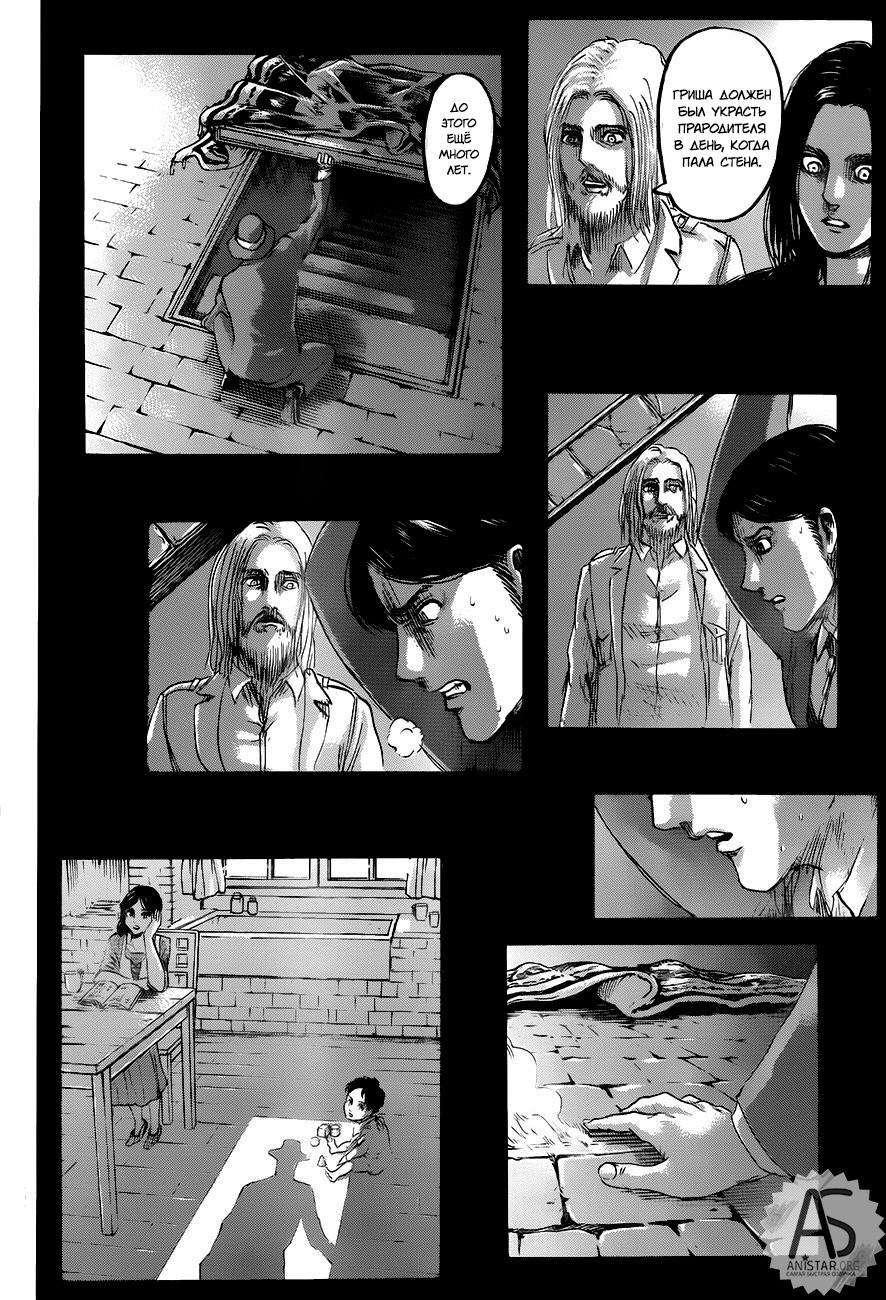 ГРИША ДОЛЖЕН
БЫЛ УКРАСТЬ
ПРАРОДИТЕЛЯ
В ДЕНЬ, КОГДА
ПАЛА СТЕНА.
ДО
ЭТОГО
ЕЩЁ
МНОГО
ЛЕТ.
AS
ANISTAR.ORG
САМАЯ БЫСТРАЯ ОЗВУЧКА